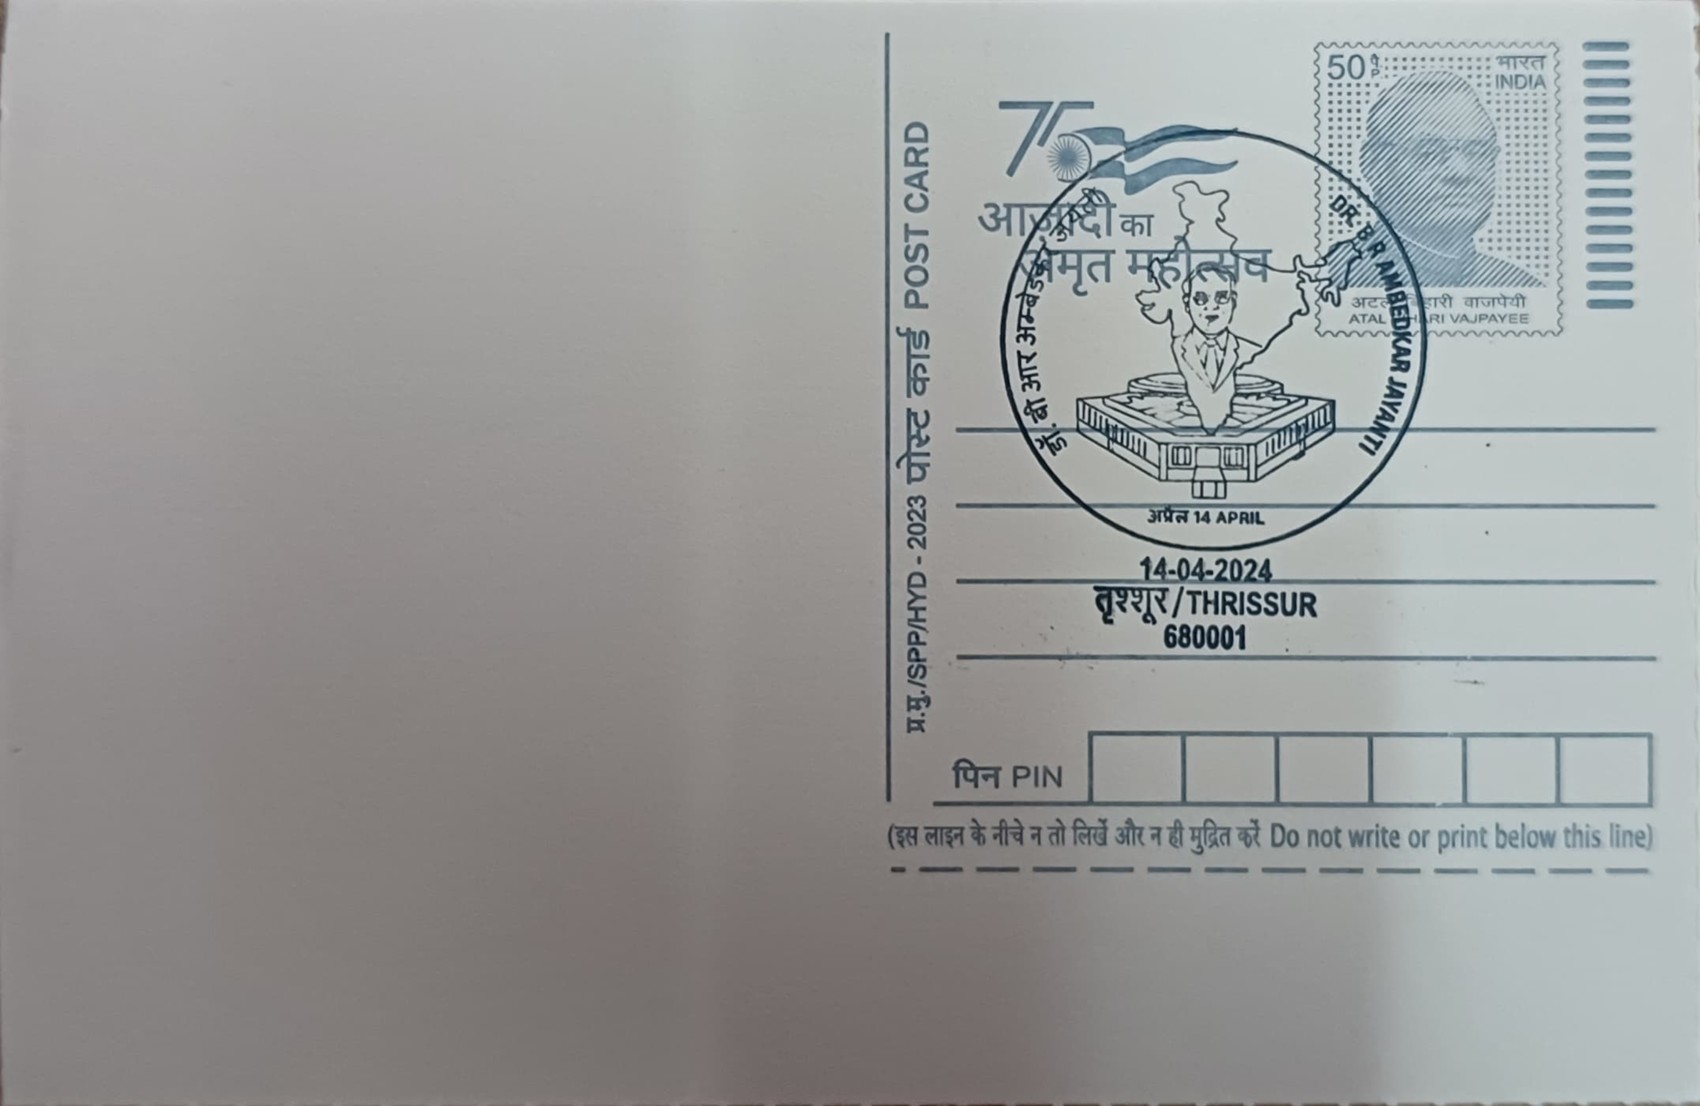 प्र.मु./SPP/HYD - 2023 पोस्ट कार्ड POST CARD
75
आज़ादी का
अमृत महोत्सव
50 पै P
भारत
INDIA
अटल बिहारी वाजपेयी
ATAL BIHARI VAJPAYEE
डॉ. बी आर अम्बेडकर जयंती
DR. B R AMBEDKAR JAYANTI
अप्रैल 14 APRIL
14-04-2024
तृश्शूर/THRISSUR
680001
पिन PIN
(इस लाइन के नीचे न तो लिखें और न ही मुद्रित करें Do not write or print below this line)